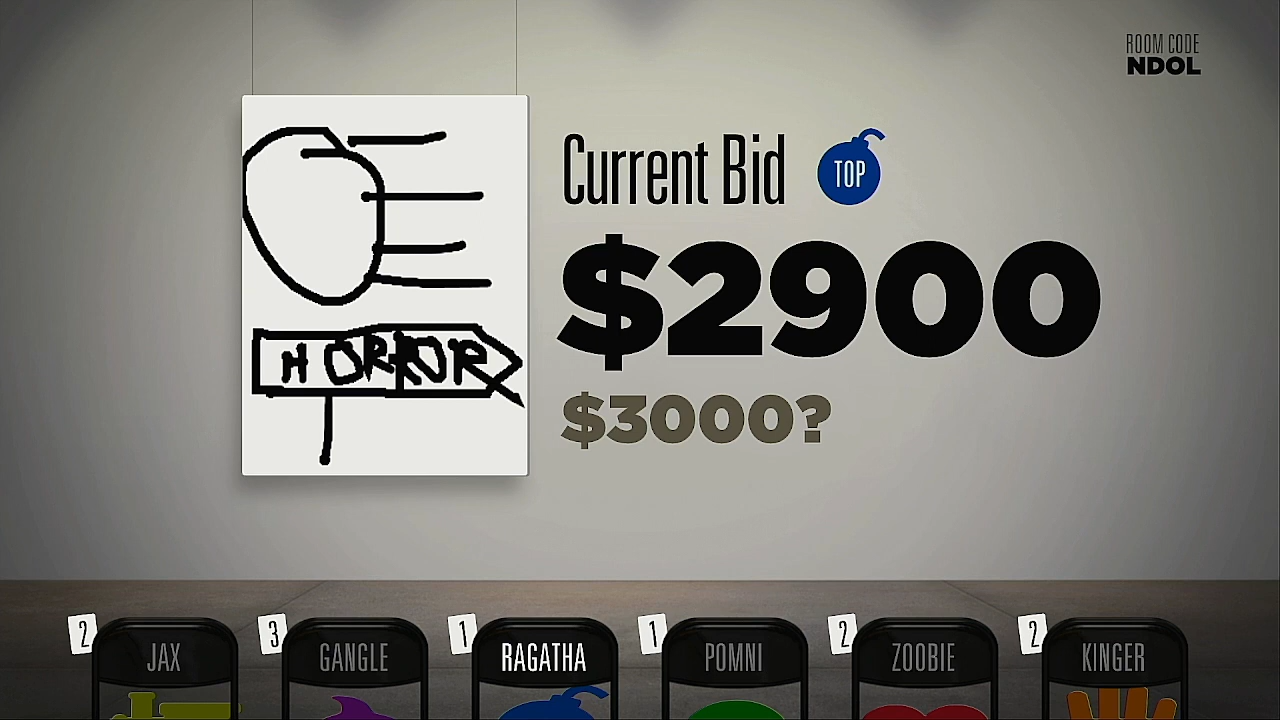 ROOM CODE
NDOL
Current Bid
TOP
$2900
$3000?
HORROR
2 JAX
3 GANGLE
1 RAGATHA
1 POMNI
2 ZOOBIE
2 KINGER